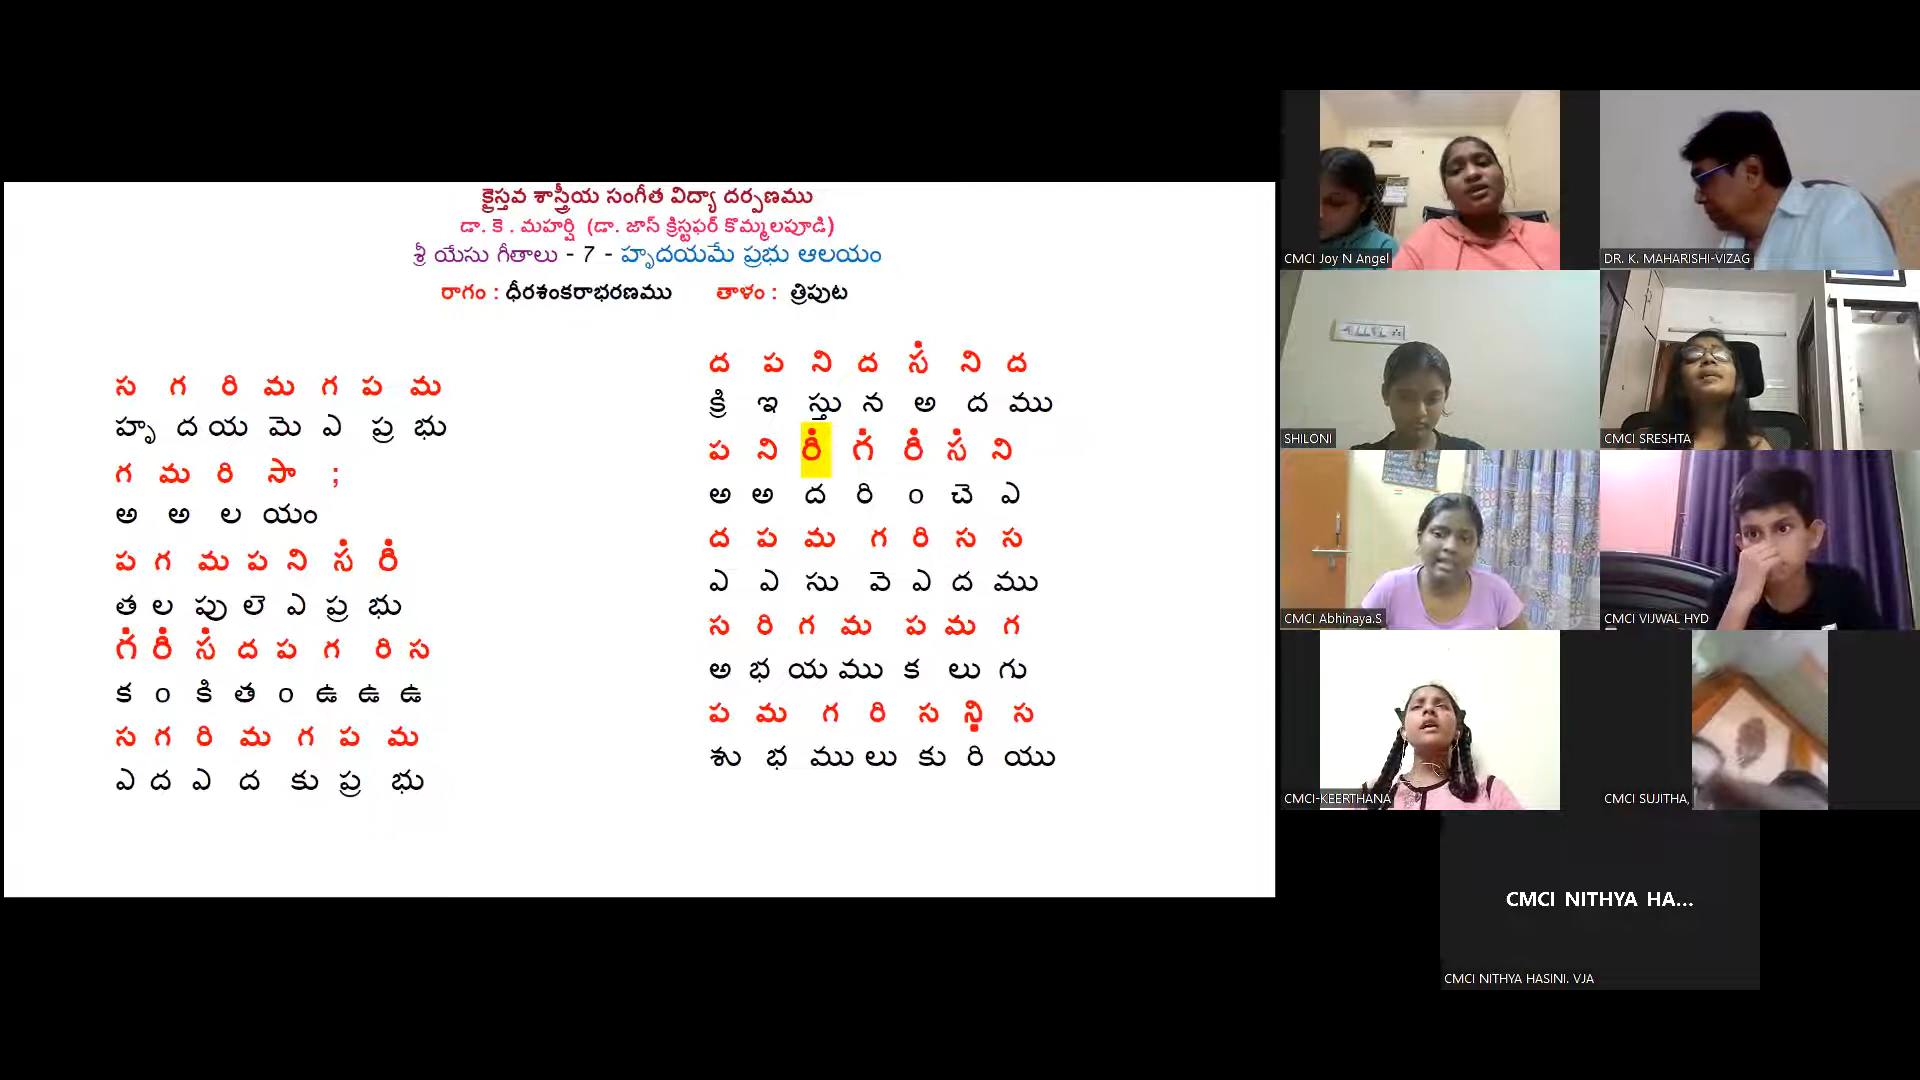 క్రైస్తవ శాస్త్రీయ సంగీత విద్యా దర్పణము
డా. కె . మహర్షి (డా. జాస్ క్రిస్టఫర్ కొమ్మలపూడి)
శ్రీ యేసు గీతాలు - 7 - హృదయమే ప్రభు ఆలయం
రాగం : ధీరశంకరాభరణము తాళం : త్రిపుట
స గ రి మ గ ప మ
హృ ద య మె ఎ ప్ర భు
గ మ రి సా ;
అ అ ల యం
ప గ మ ప ని స̇ రి̇
త ల పు లె ఎ ప్ర భు
గ̇ రి̇ స̇ ద ప గ రి స
క ం కి త ం ఉ ఉ ఉ
స గ రి మ గ ప మ
ఎ ద ఎ ద కు ప్ర భు
ద ప ని ద స̇ ని ద
క్రి ఇ స్తు న అ ద ము
ప ని రి̇ గ̇ రి̇ స̇ ని
అ అ ద రి ం చె ఎ
ద ప మ గ రి స స
ఎ ఎ సు వె ఎ ద ము
స రి గ మ ప మ గ
అ భ య ము క లు గు
ప మ గ రి స ని̣ స
శు భ ము లు కు రి యు
CMCI Joy N Angel
DR. K. MAHARISHI-VIZAG
SHILONI
CMCI SRESHTA
CMCI Abhinaya.S
CMCI VIJWAL HYD
CMCI-KEERTHANA
CMCI SUJITHA,
CMCI NITHYA HA...
CMCI NITHYA HASINI. VJA